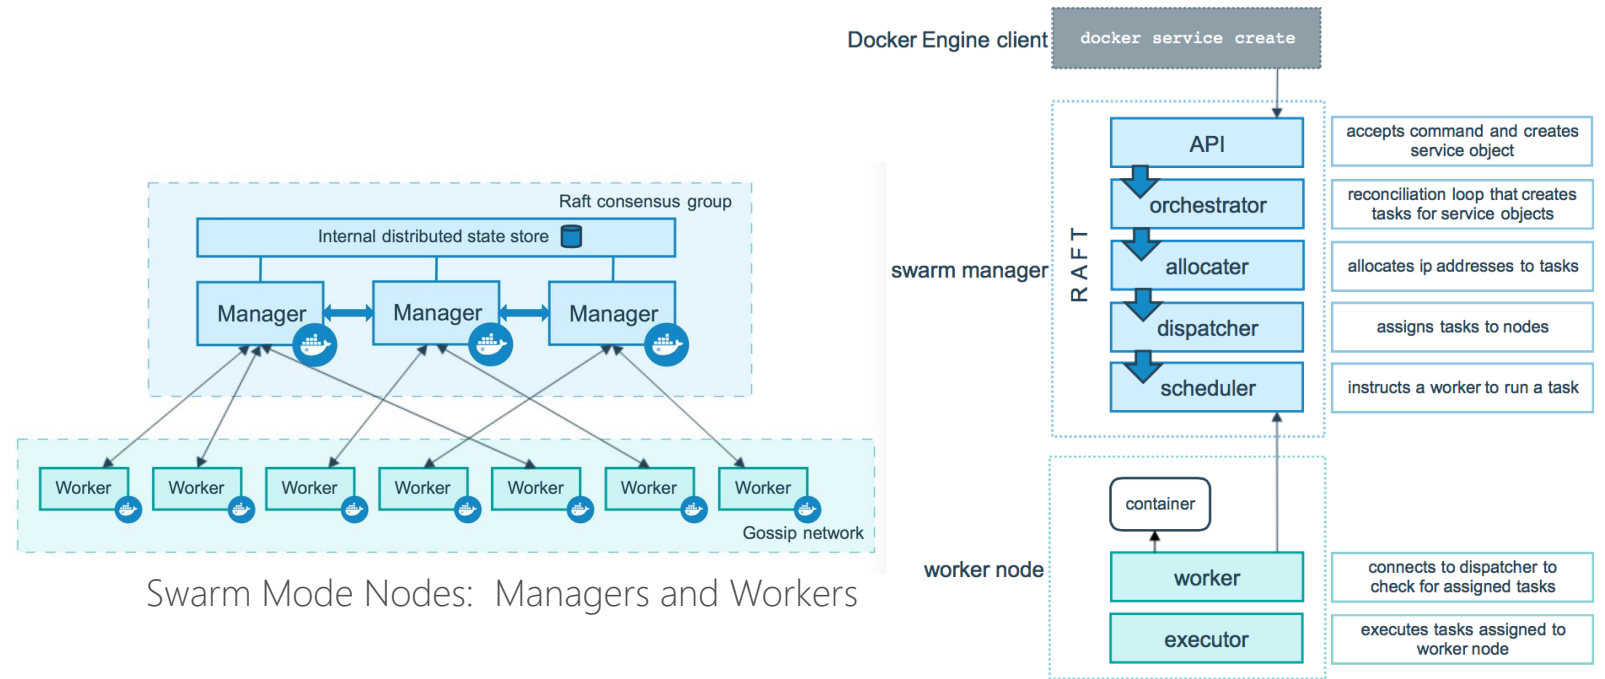 Raft consensus group
Internal distributed state store
Manager
Manager
Manager
Worker
Worker
Worker
Worker
Worker
Worker
Worker
Gossip network
Swarm Mode Nodes: Managers and Workers
Docker Engine client
docker service create
swarm manager
RAFT
API
accepts command and creates
service object
orchestrator
reconciliation loop that creates
tasks for service objects
allocater
allocates ip addresses to tasks
dispatcher
assigns tasks to nodes
scheduler
instructs a worker to run a task
worker node
container
worker
connects to dispatcher to
check for assigned tasks
executor
executes tasks assigned to
worker node